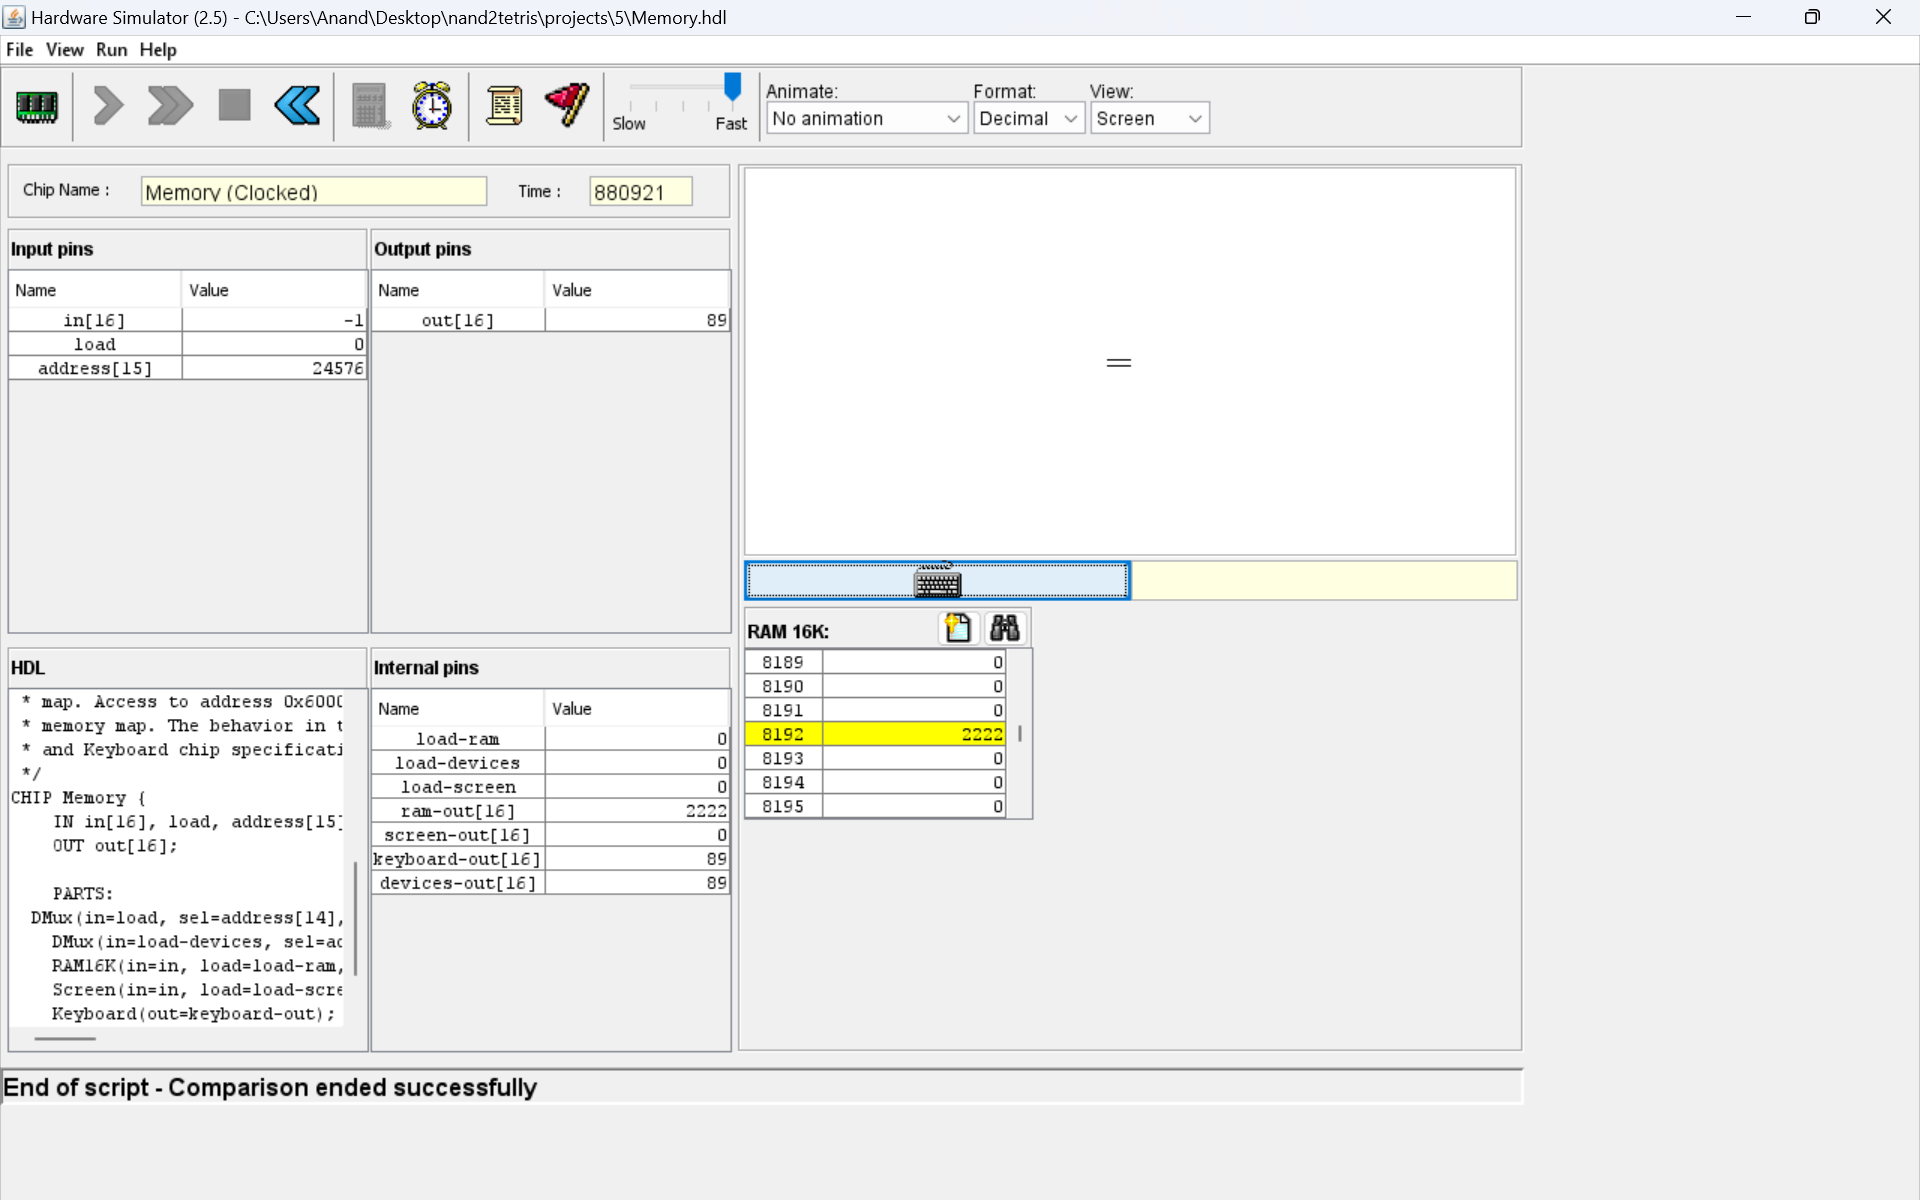 Hardware Simulator (2.5) - C:\Users\Anand\Desktop\nand2tetris\projects\5\Memory.hdl
File View Run Help
Slow Fast
Animate: Format: View:
No animation Decimal Screen
Chip Name : Memory (Clocked) Time : 880921
Input pins
Name Value
in[16] -1
load 0
address[15] 24576
Output pins
Name Value
out[16] 89
HDL
* map. Access to address 0x6000
* memory map. The behavior in t
* and Keyboard chip specificati
*/
CHIP Memory {
IN in[16], load, address[15]
OUT out[16];
PARTS:
DMux(in=load, sel=address[14],
DMux(in=load-devices, sel=ad
RAM16K(in=in, load=load-ram,
Screen(in=in, load=load-scre
Keyboard(out=keyboard-out);
Internal pins
Name Value
load-ram 0
load-devices 0
load-screen 0
ram-out[16] 2222
screen-out[16] 0
keyboard-out[16] 89
devices-out[16] 89
RAM 16K:
8189 0
8190 0
8191 0
8192 2222
8193 0
8194 0
8195 0
End of script - Comparison ended successfully